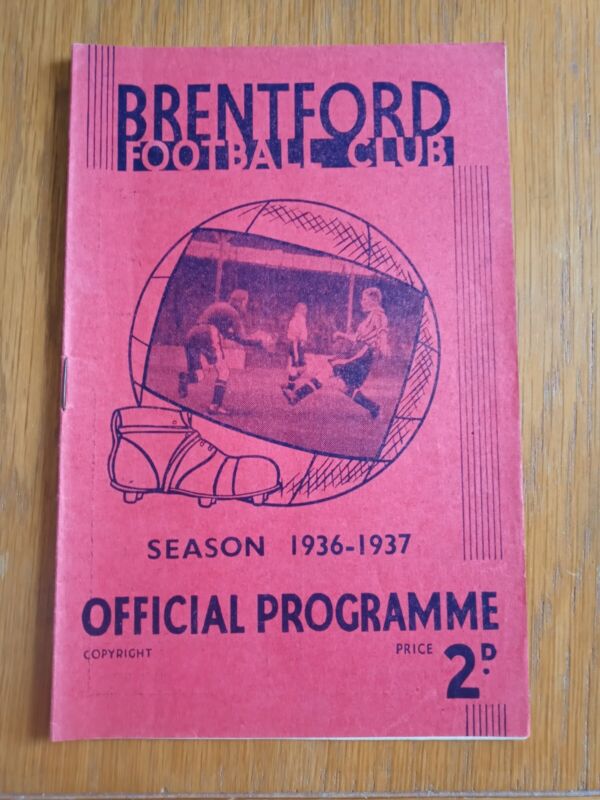 BRENTFORD
FOOTBALL CLUB
SEASON 1936-1937
OFFICIAL PROGRAMME
COPYRIGHT
PRICE 2D.